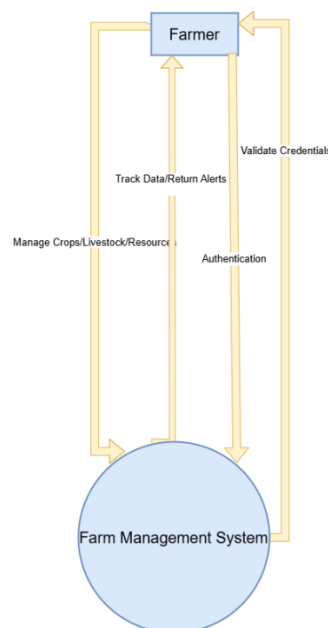 Farmer
Validate Credentials
Track Data/Return Alerts
Manage Crops/Livestock/Resources
Authentication
Farm Management System